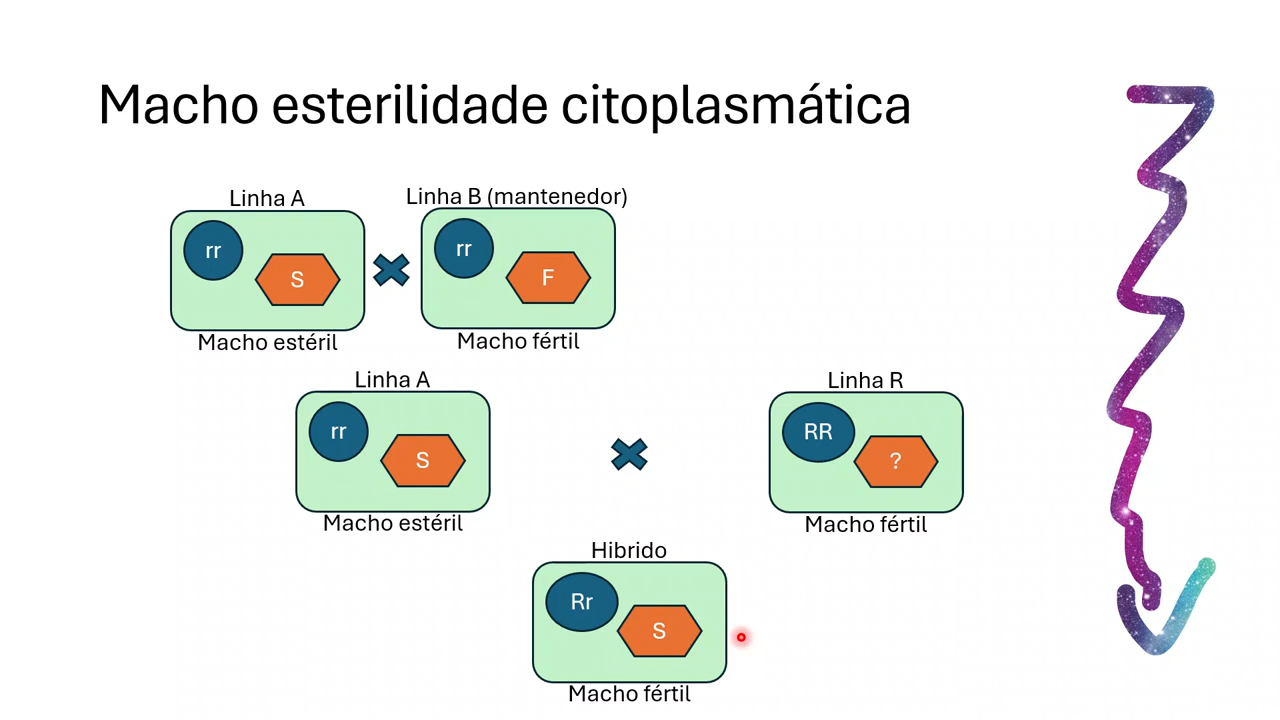 Macho esterilidade citoplasmática
Linha A
Linha B (mantenedor)
rr
S
rr
F
Macho estéril
Macho fértil
Linha A
Linha R
rr
S
RR
?
Macho estéril
Macho fértil
Hibrido
Rr
S
Macho fértil